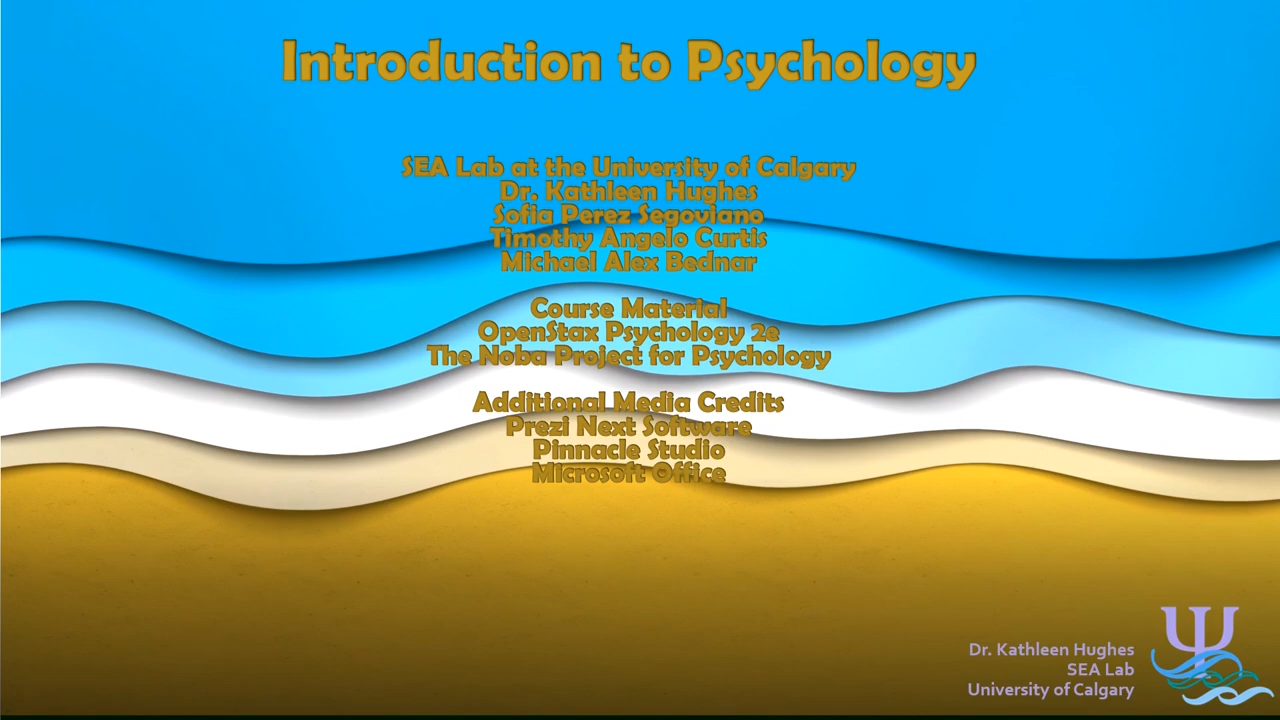 Introduction to Psychology
SEA Lab at the University of Calgary
Dr. Kathleen Hughes
Sofia Perez Segoviano
Timothy Angelo Curtis
Michael Alex Bednar
Course Material
OpenStax Psychology 2e
The Noba Project for Psychology
Additional Media Credits
Prezi Next Software
Pinnacle Studio
Microsoft Office
Dr. Kathleen Hughes
SEA Lab
University of Calgary